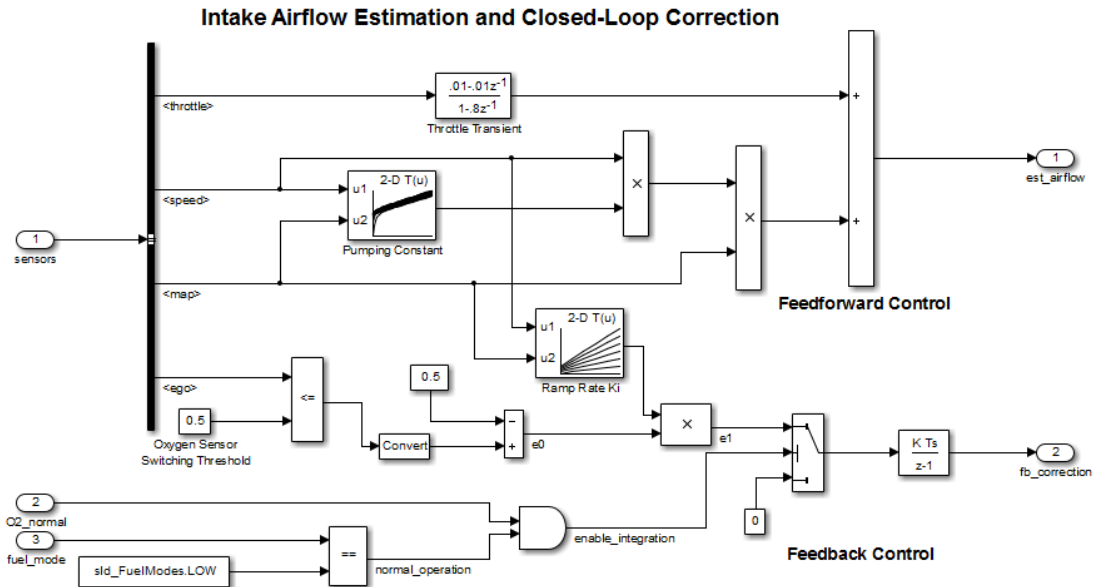 Intake Airflow Estimation and Closed-Loop Correction
.01-.01z-1
1-.8z-1
<throttle>
Throttle Transient
+
1
est_airflow
2-D T(u)
u1
u2
×
<speed>
Pumping Constant
×
+
1
sensors
<map>
Feedforward Control
2-D T(u)
u1
u2
Ramp Rate Ki
<ego>
0.5
<=
0.5
Oxygen Sensor
Switching Threshold
Convert
−
+
e0
×
e1
K Ts
z-1
2
fb_correction
2
O2_normal
0
enable_integration
3
fuel_mode
==
normal_operation
sld_FuelModes.LOW
Feedback Control